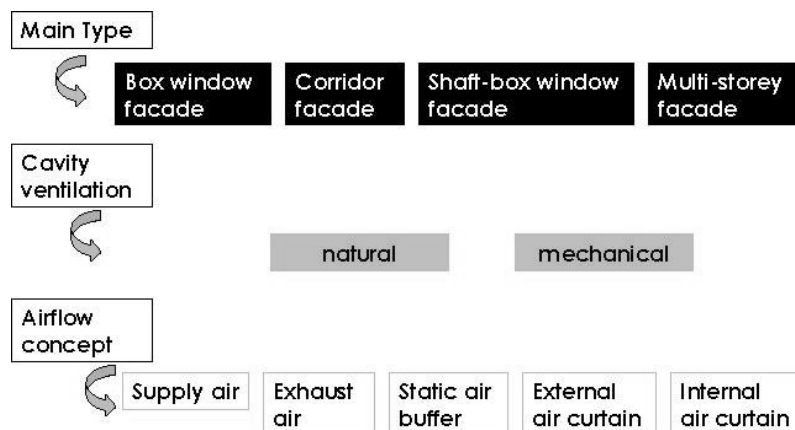 Main Type
Box window
facade
Corridor
facade
Shaft-box window
facade
Multi-storey
facade
Cavity
ventilation
natural
mechanical
Airflow
concept
Supply air
Exhaust
air
Static air
buffer
External
air curtain
Internal
air curtain